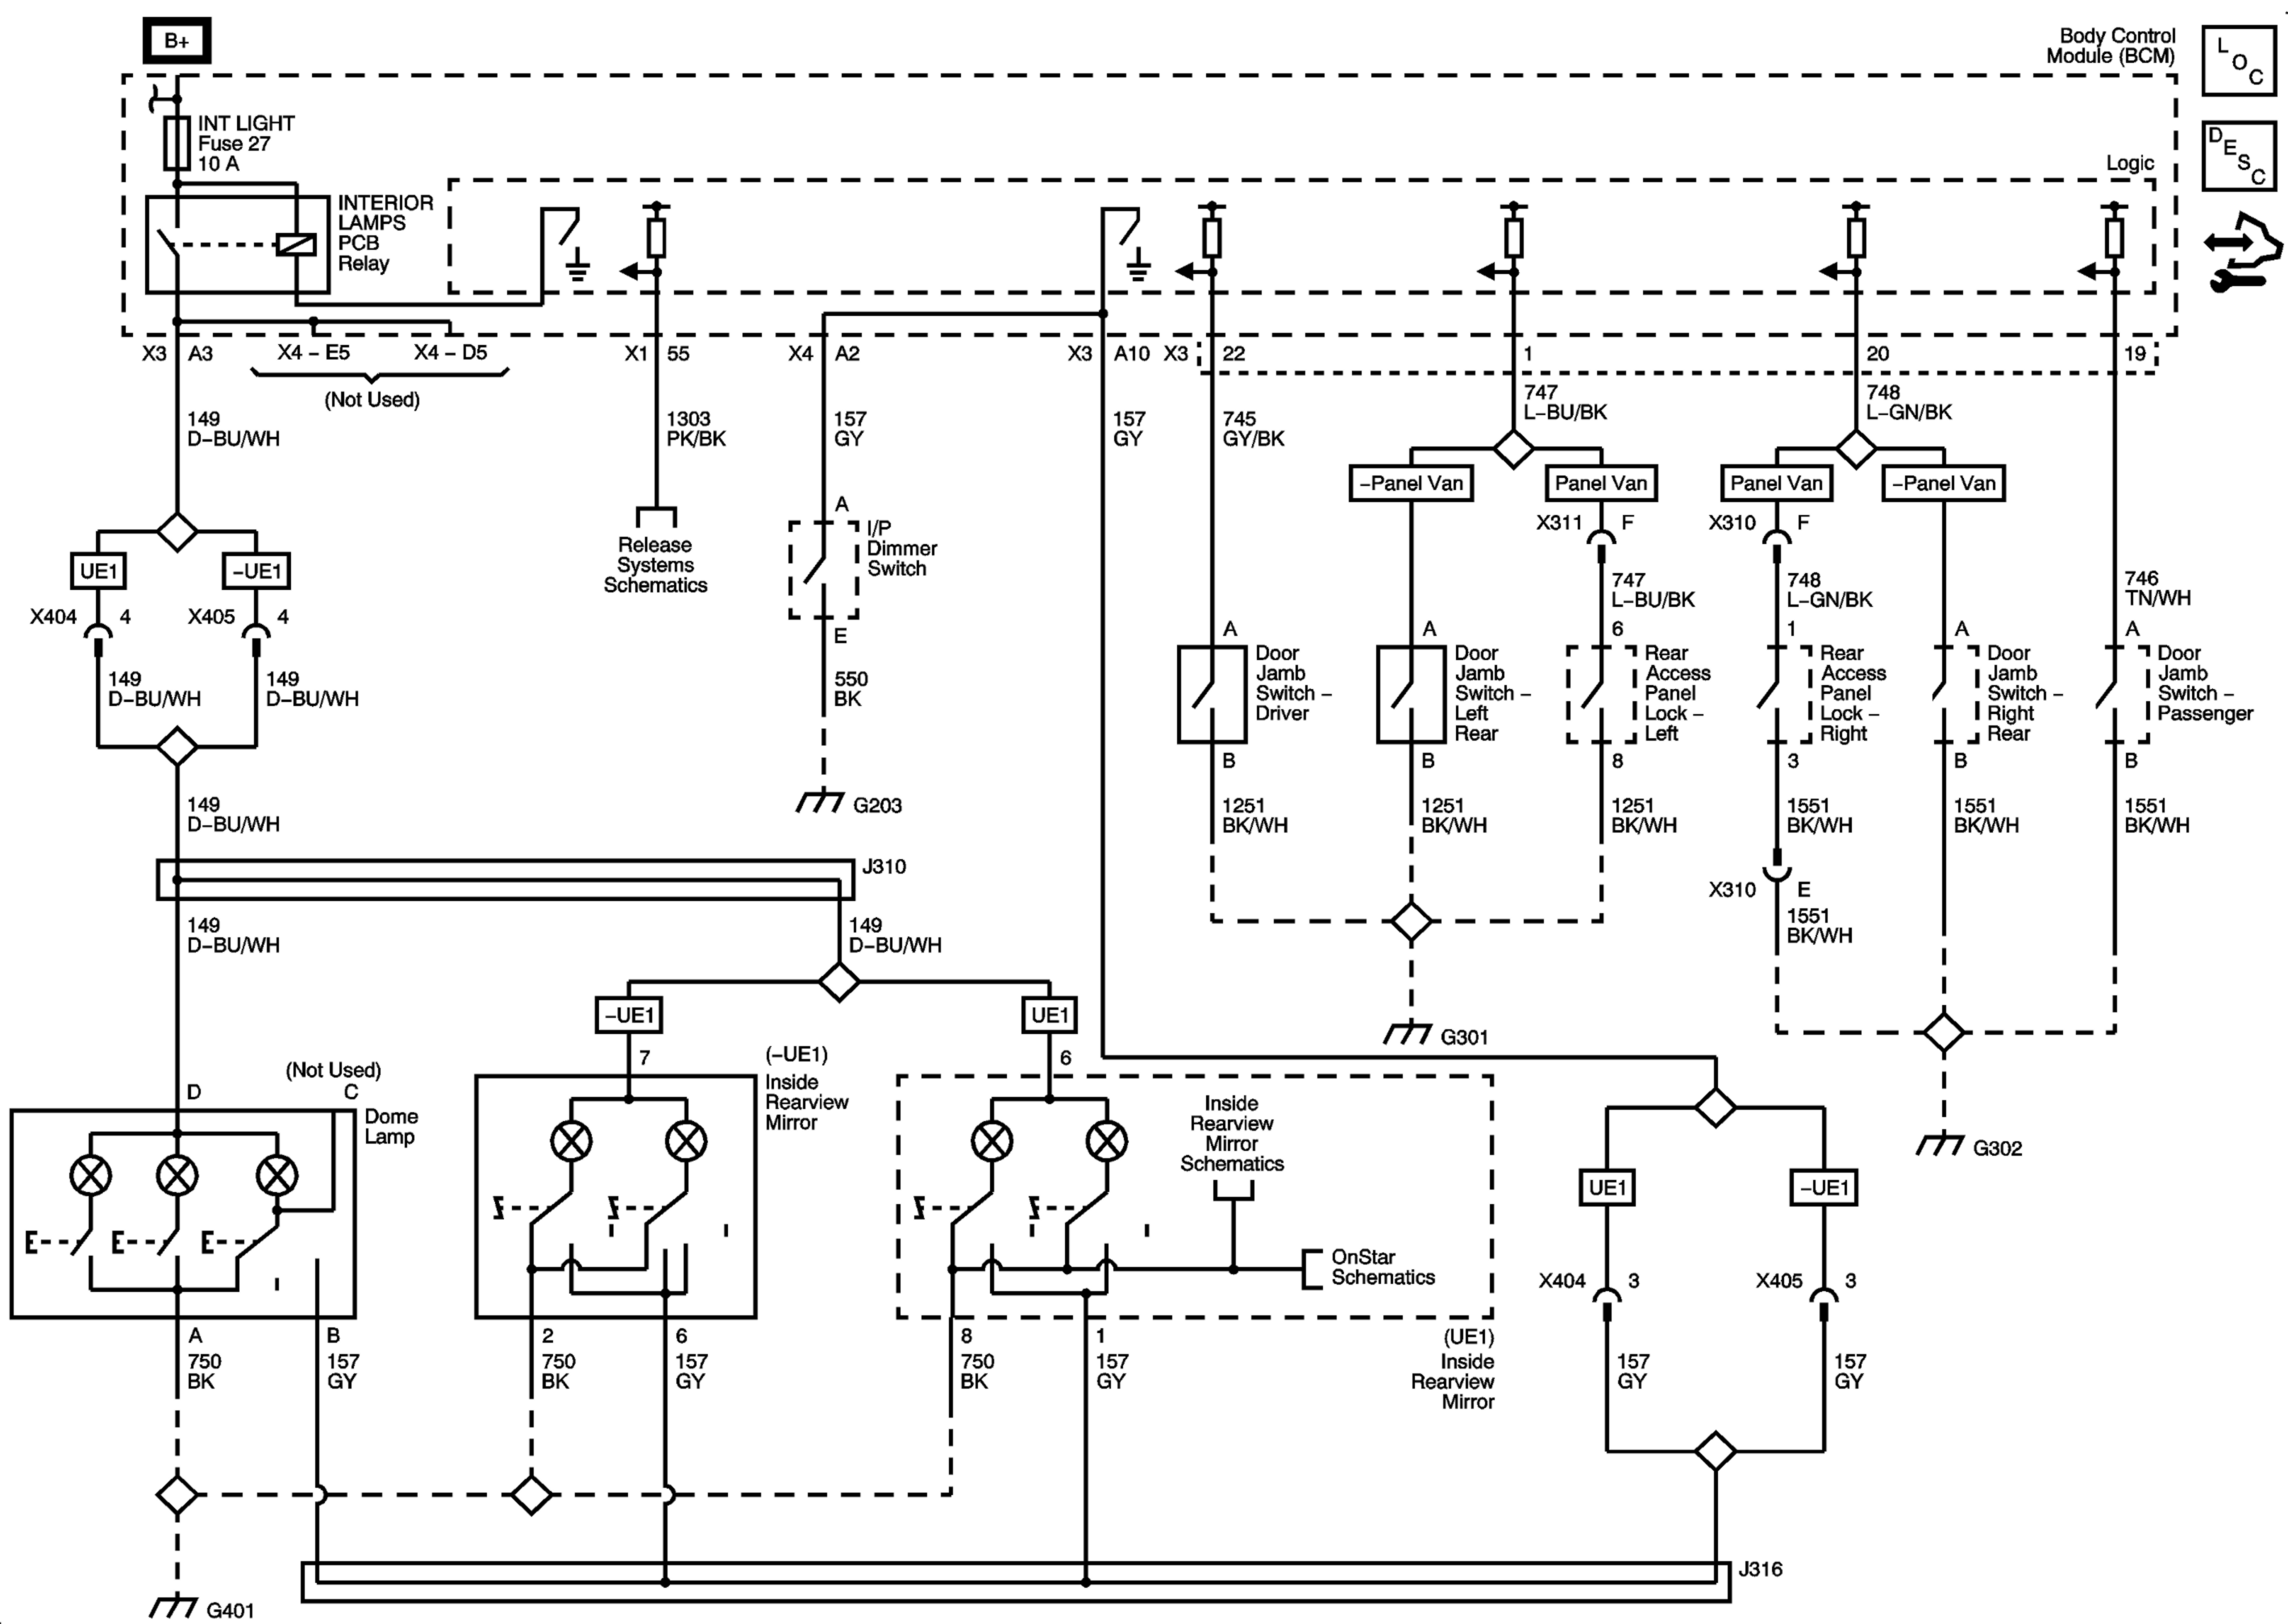 B+
Body Control
Module (BCM)
L
O
C
INT LIGHT
Fuse 27
10 A
D
E
S
C
Logic
INTERIOR
LAMPS
PCB
Relay
X3 A3
X4 – E5
X4 – D5
X1 55
X4 A2
X3 A10
X3 22
1
20
19
(Not Used)
149
D–BU/WH
1303
PK/BK
157
GY
157
GY
745
GY/BK
747
L–BU/BK
748
L–GN/BK
–Panel Van
Panel Van
Panel Van
–Panel Van
X311 F
X310 F
A
I/P
Dimmer
Switch
E
Release
Systems
Schematics
UE1
–UE1
X404 4
X405 4
747
L–BU/BK
748
L–GN/BK
746
TN/WH
149
D–BU/WH
149
D–BU/WH
550
BK
A
Door
Jamb
Switch –
Driver
B
A
Door
Jamb
Switch –
Left
Rear
B
6
Rear
Access
Panel
Lock –
Left
8
1
Rear
Access
Panel
Lock –
Right
3
A
Door
Jamb
Switch –
Right
Rear
B
A
Door
Jamb
Switch –
Passenger
B
149
D–BU/WH
G203
1251
BK/WH
1251
BK/WH
1251
BK/WH
1551
BK/WH
1551
BK/WH
1551
BK/WH
J310
X310 E
1551
BK/WH
149
D–BU/WH
149
D–BU/WH
–UE1
UE1
G301
7
(–UE1)
Inside
Rearview
Mirror
6
(Not Used)
D
C
Dome
Lamp
Inside
Rearview
Mirror
Schematics
G302
UE1
–UE1
OnStar
Schematics
X404 3
X405 3
A
750
BK
B
157
GY
2
750
BK
6
157
GY
8
750
BK
1
157
GY
(UE1)
Inside
Rearview
Mirror
157
GY
157
GY
J316
G401